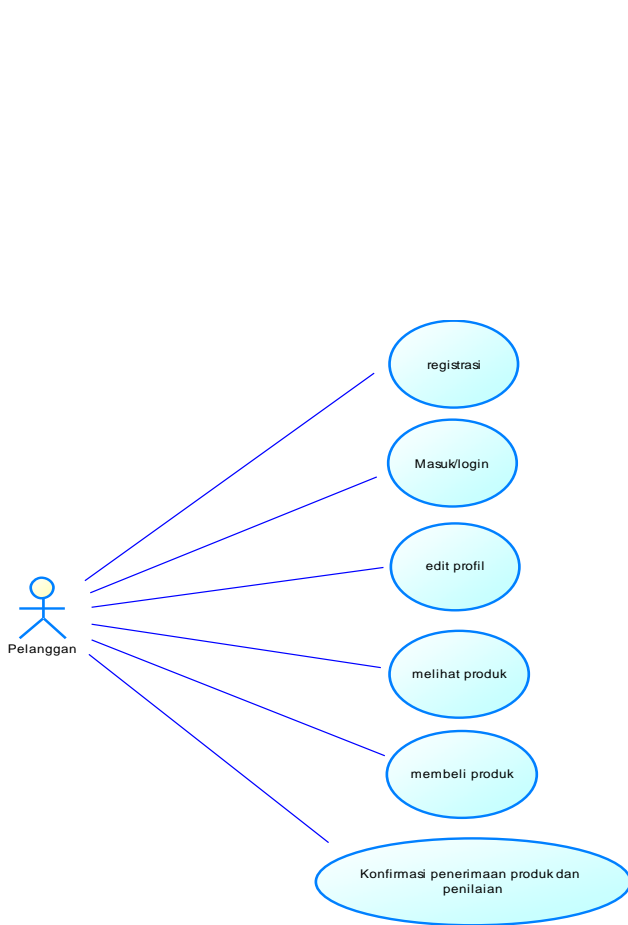 registrasi
Masuk/login
edit profil
Pelanggan
melihat produk
membeli produk
Konfirmasi penerimaan produk dan
penilaian